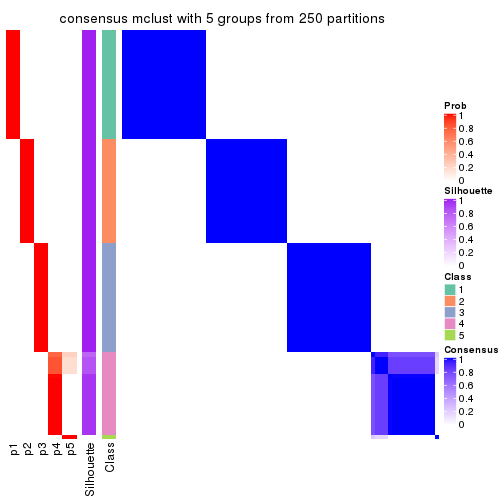 consensus mclust with 5 groups from 250 partitions
Prob
1
0.8
0.6
0.4
0.2
0
Silhouette
1
0.8
0.6
0.4
0.2
0
Class
1
2
3
4
5
Consensus
1
0.8
0.6
0.4
0.2
0
p1
p2
p3
p4
p5
Silhouette
Class